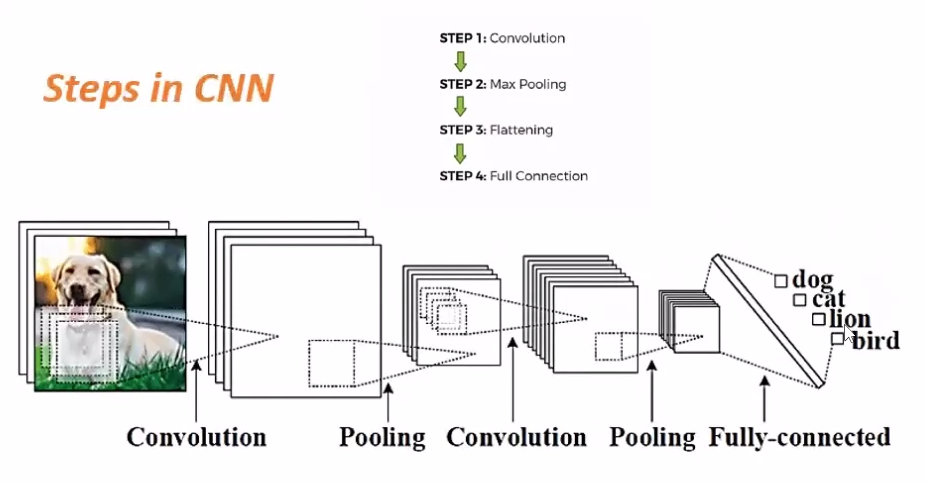 STEP 1: Convolution
Steps in CNN
STEP 2: Max Pooling
STEP 3: Flattening
STEP 4: Full Connection
dog
cat
lion
bird
Convolution
Pooling
Convolution
Pooling
Fully-connected